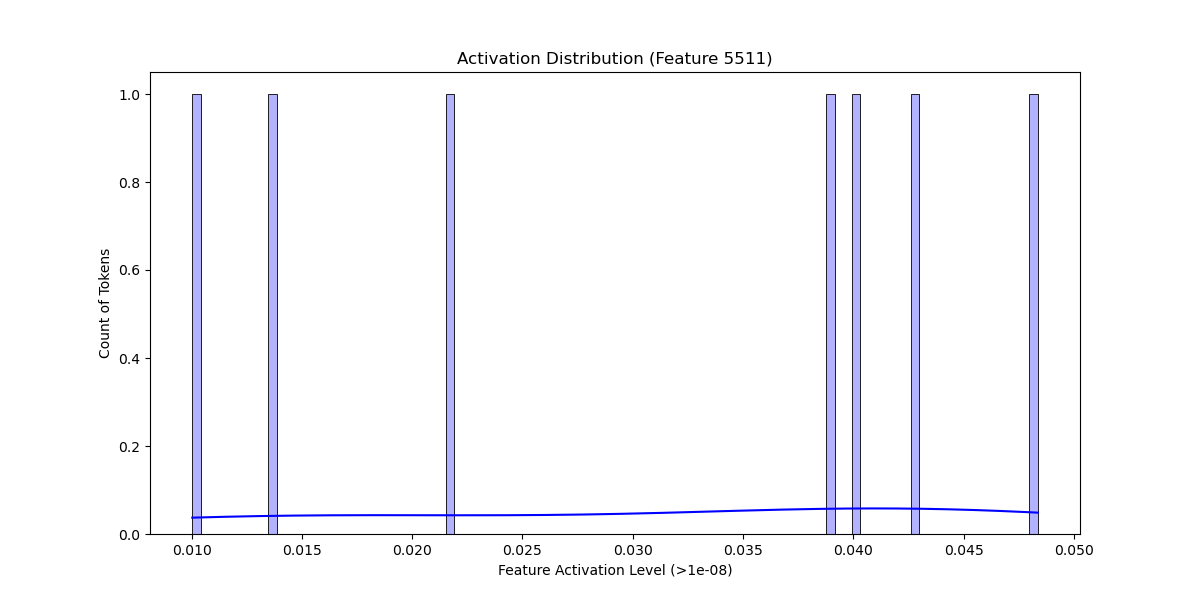 Activation Distribution (Feature 5511)
1.0
0.8
0.6
0.4
0.2
0.0
Count of Tokens
0.010 0.015 0.020 0.025 0.030 0.035 0.040 0.045 0.050
Feature Activation Level (>1e-08)